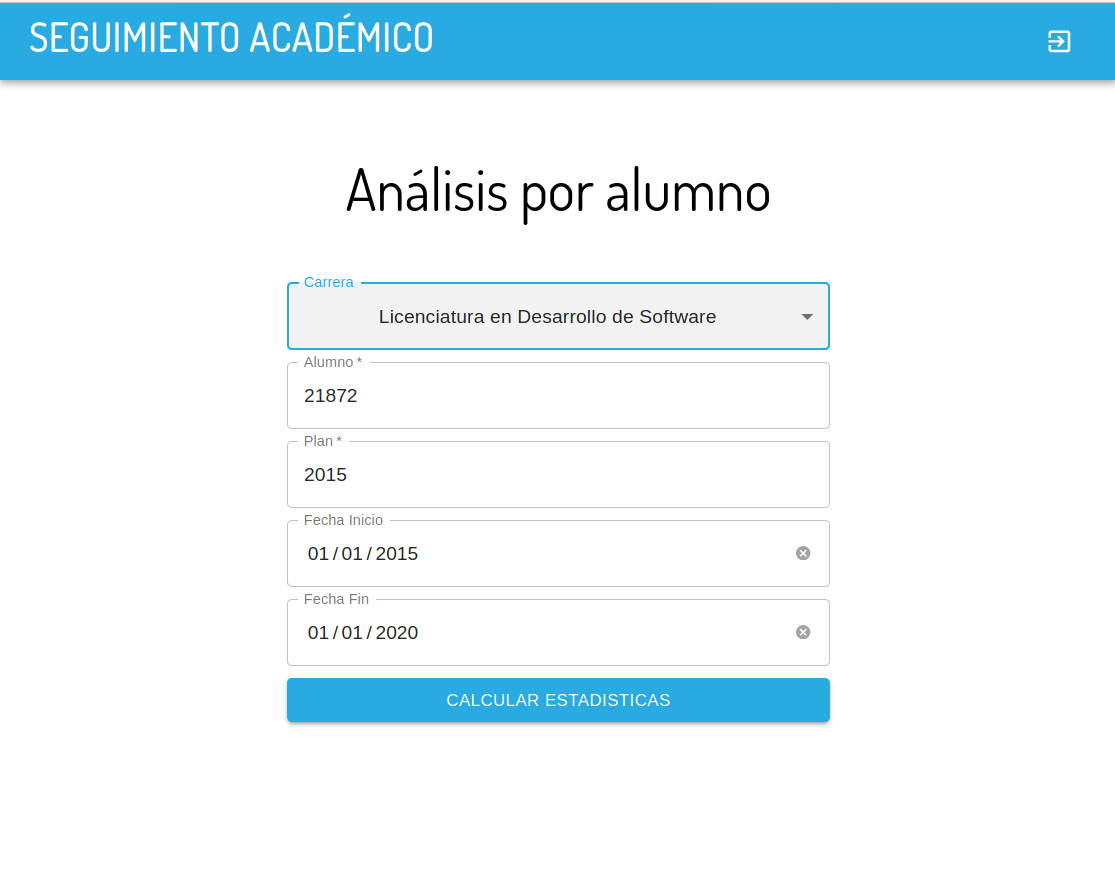 SEGUIMIENTO ACADÉMICO
Análisis por alumno
Carrera
Licenciatura en Desarrollo de Software
Alumno *
21872
Plan *
2015
Fecha Inicio
01 / 01 / 2015
Fecha Fin
01 / 01 / 2020
CALCULAR ESTADISTICAS